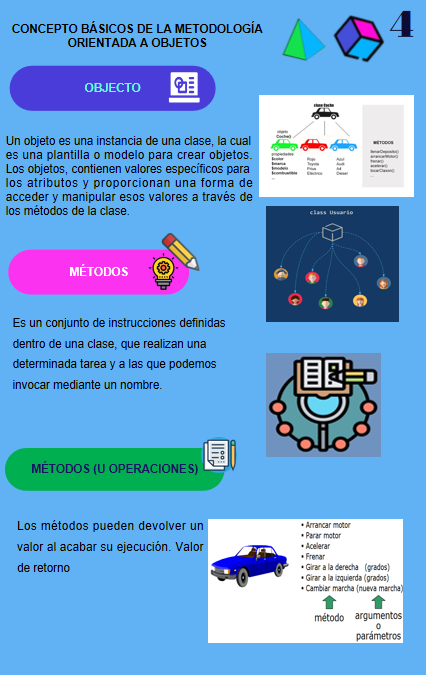 CONCEPTO BÁSICOS DE LA METODOLOGÍA
ORIENTADA A OBJETOS
4
OBJECTO
Un objeto es una instancia de una clase, la cual
es una plantilla o modelo para crear objetos.
Los objetos, contienen valores específicos para
los atributos y proporcionan una forma de
acceder y manipular esos valores a través de
los métodos de la clase.
clase Coche
objeto
Coche()
propiedades
$color Rojo Azul
$marca Toyota Audi
$modelo Prius A4
$combustible Eléctrico Diesel
MÉTODOS
llenarDeposito()
arrancarMotor()
frenar()
acelerar()
tocarClaxon()
...
class Usuario
MÉTODOS
Es un conjunto de instrucciones definidas
dentro de una clase, que realizan una
determinada tarea y a las que podemos
invocar mediante un nombre.
MÉTODOS (U OPERACIONES)
Los métodos pueden devolver un
valor al acabar su ejecución. Valor
de retorno
• Arrancar motor
• Parar motor
• Acelerar
• Frenar
• Girar a la derecha (grados)
• Girar a la izquierda (grados)
• Cambiar marcha (nueva marcha)
método
argumentos
o
parámetros